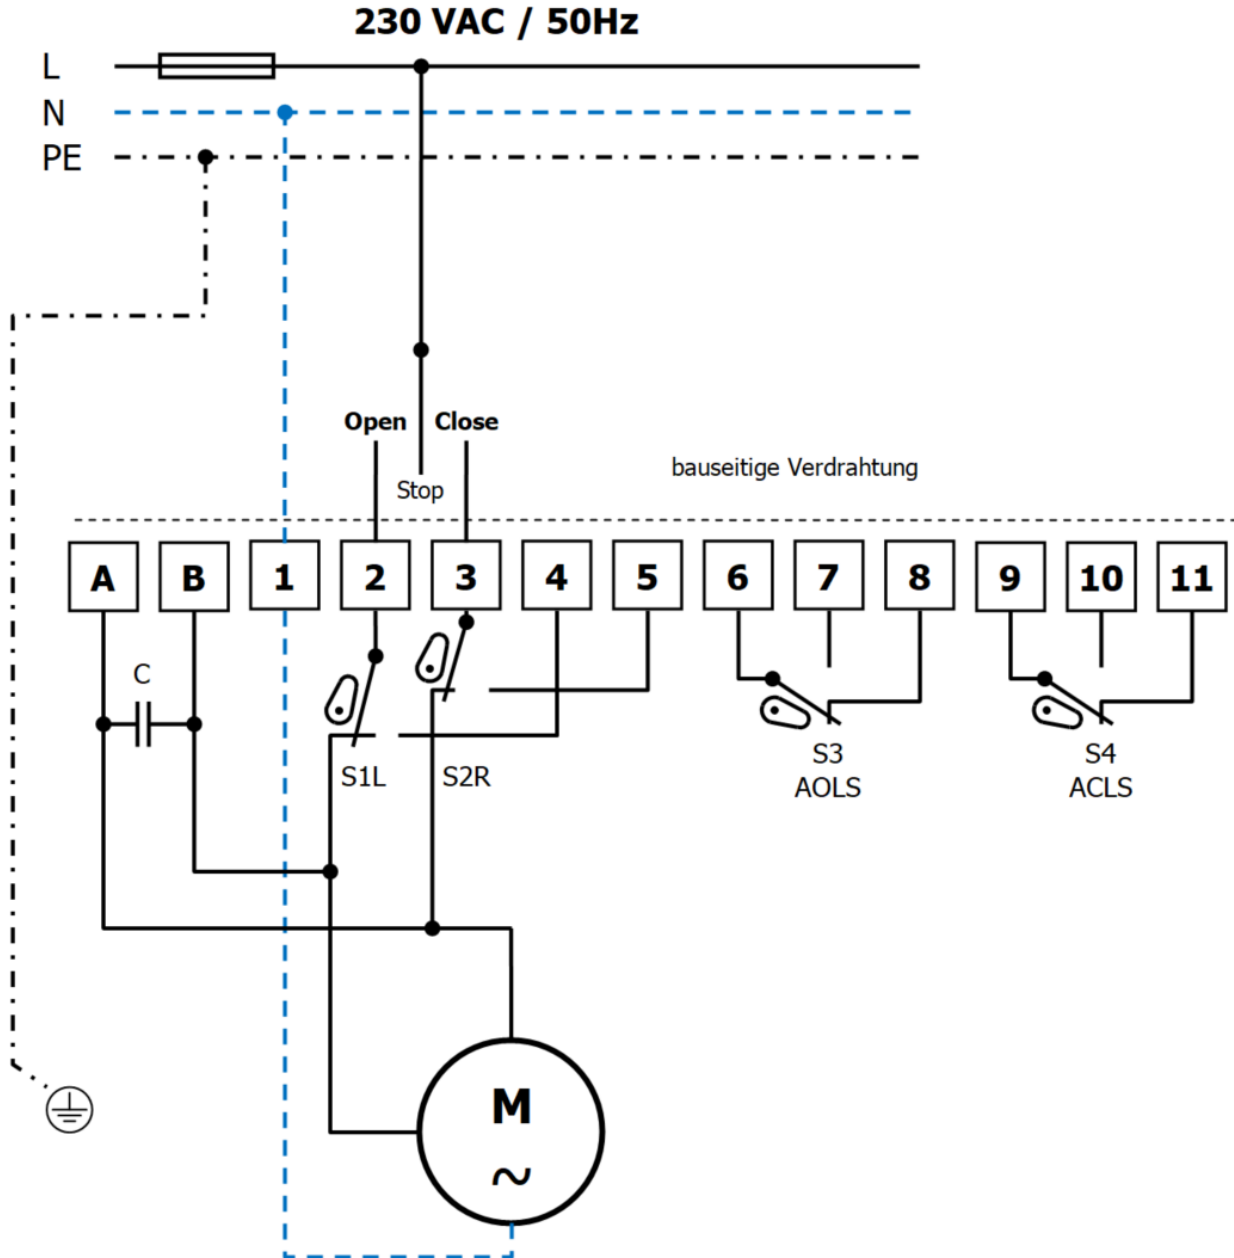 230 VAC / 50Hz
L
N
PE
Open Close
Stop
bauseitige Verdrahtung
A B 1 2 3 4 5 6 7 8 9 10 11
C
S1L S2R S3 S4
AOLS ACLS
M
~